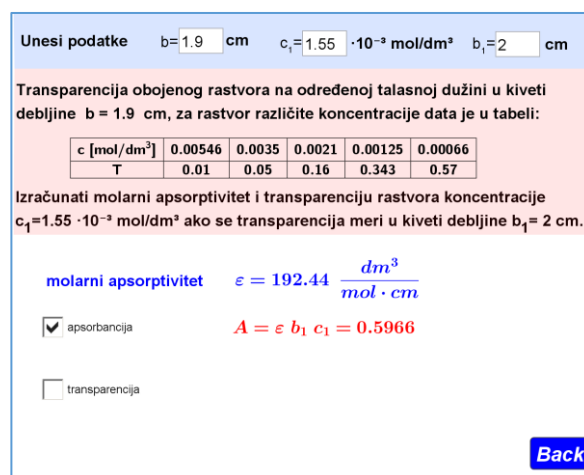 Unesi podatke b= 1.9 cm c₁= 1.55 ·10⁻³ mol/dm³ b₁= 2 cm
Transparencija obojenog rastvora na određenoj talasnoj dužini u kiveti
debljine b = 1.9 cm, za rastvor različite koncentracije data je u tabeli:
c [mol/dm³] 0.00546 0.0035 0.0021 0.00125 0.00066
T 0.01 0.05 0.16 0.343 0.57
Izračunati molarni apsorptivitet i transparenciju rastvora koncentracije
c₁=1.55 ·10⁻³ mol/dm³ ako se transparencija meri u kiveti debljine b₁= 2 cm.
molarni apsorptivitet ε = 192.44 dm³/mol · cm
apsorbancija A = ε b₁ c₁ = 0.5966
transparencija
Back